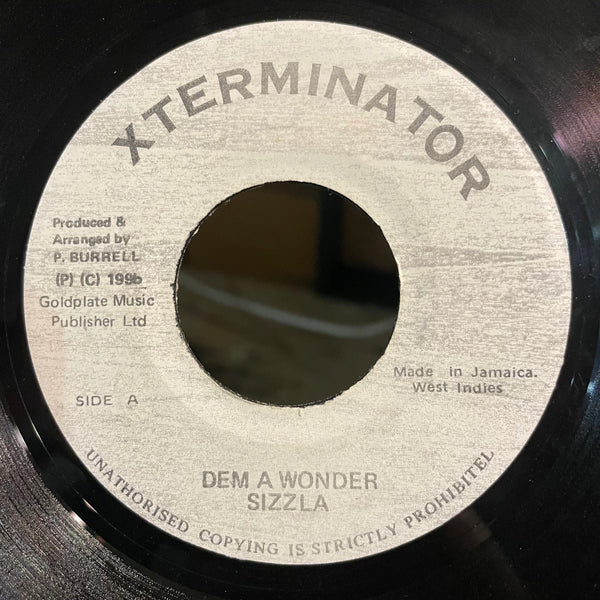 XTERMINATOR
Produced &
Arranged by
P. BURRELL
(P) (C) 1996
Goldplate Music
Publisher Ltd
SIDE A
Made in Jamaica.
West Indies
DEM A WONDER
SIZZLA
UNATHORISED COPYING IS STRICTLY PROHIBITEL